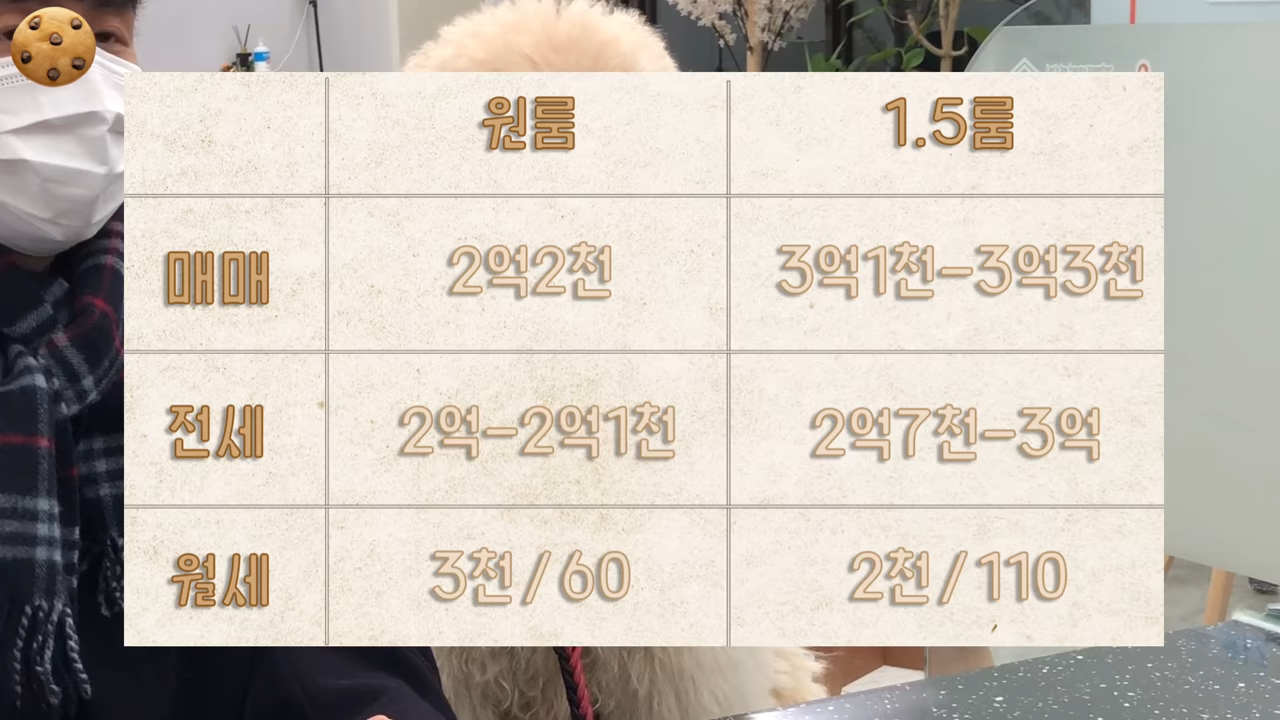 원룸 1.5룸
매매 2억2천 3억1천-3억3천
전세 2억-2억1천 2억7천-3억
월세 3천/60 2천/110